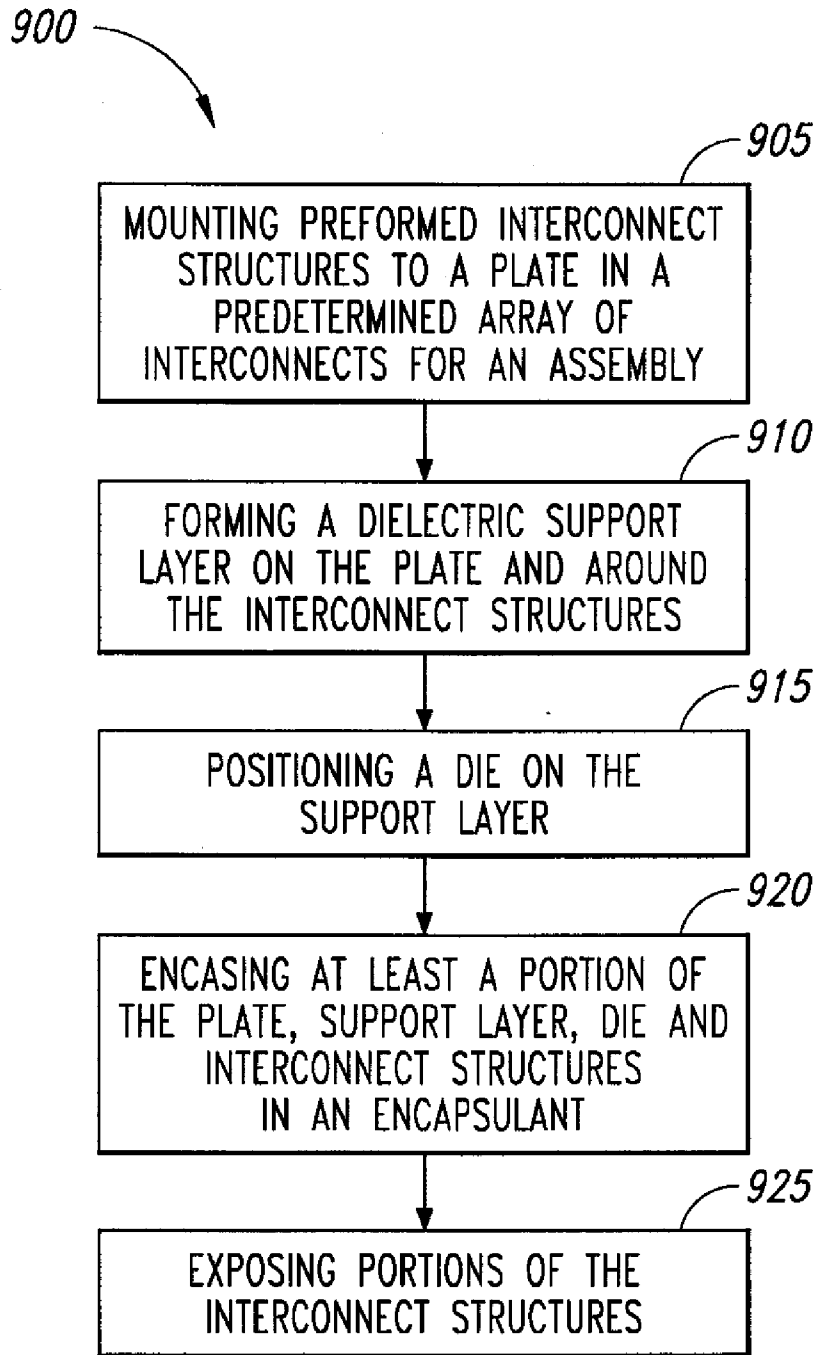 900
905
MOUNTING PREFORMED INTERCONNECT
STRUCTURES TO A PLATE IN A
PREDETERMINED ARRAY OF
INTERCONNECTS FOR AN ASSEMBLY
910
FORMING A DIELECTRIC SUPPORT
LAYER ON THE PLATE AND AROUND
THE INTERCONNECT STRUCTURES
915
POSITIONING A DIE ON THE
SUPPORT LAYER
920
ENCASING AT LEAST A PORTION OF
THE PLATE, SUPPORT LAYER, DIE AND
INTERCONNECT STRUCTURES
IN AN ENCAPSULANT
925
EXPOSING PORTIONS OF THE
INTERCONNECT STRUCTURES